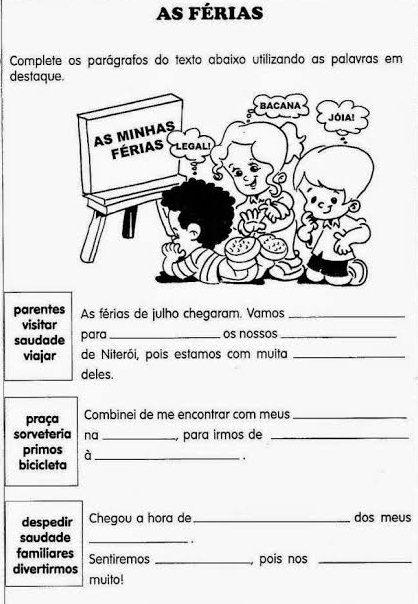 AS FÉRIAS
Complete os parágrafos do texto abaixo utilizando as palavras em
destaque.
BACANA
JÓIA!
AS MINHAS
FÉRIAS
LEGAL!
parentes
visitar
saudade
viajar
As férias de julho chegaram. Vamos ____________
para ____________ os nossos ____________
de Niterói, pois estamos com muita ____________
deles.
praça
sorveteria
primos
bicicleta
Combinei de me encontrar com meus ____________
na ____________, para irmos de ____________
à ____________.
despedir
saudade
familiares
divertirmos
Chegou a hora de ____________ dos meus
____________.
Sentiremos ____________, pois nos ____________
muito!